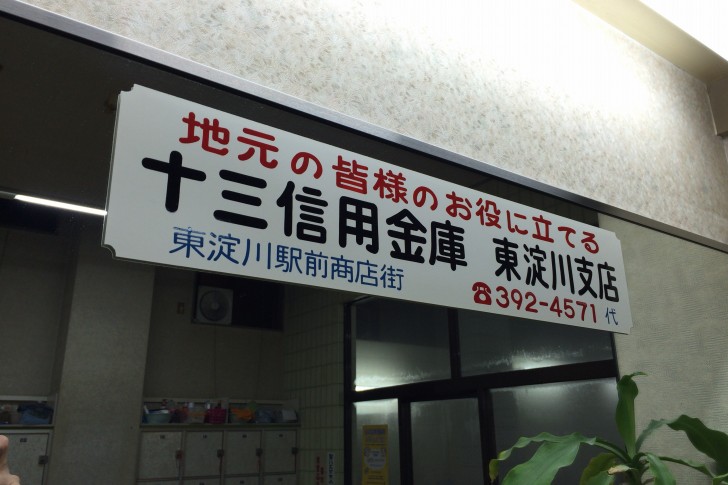 地元の皆様のお役に立てる
十三信用金庫 東淀川支店
東淀川駅前商店街 ☎392-4571代